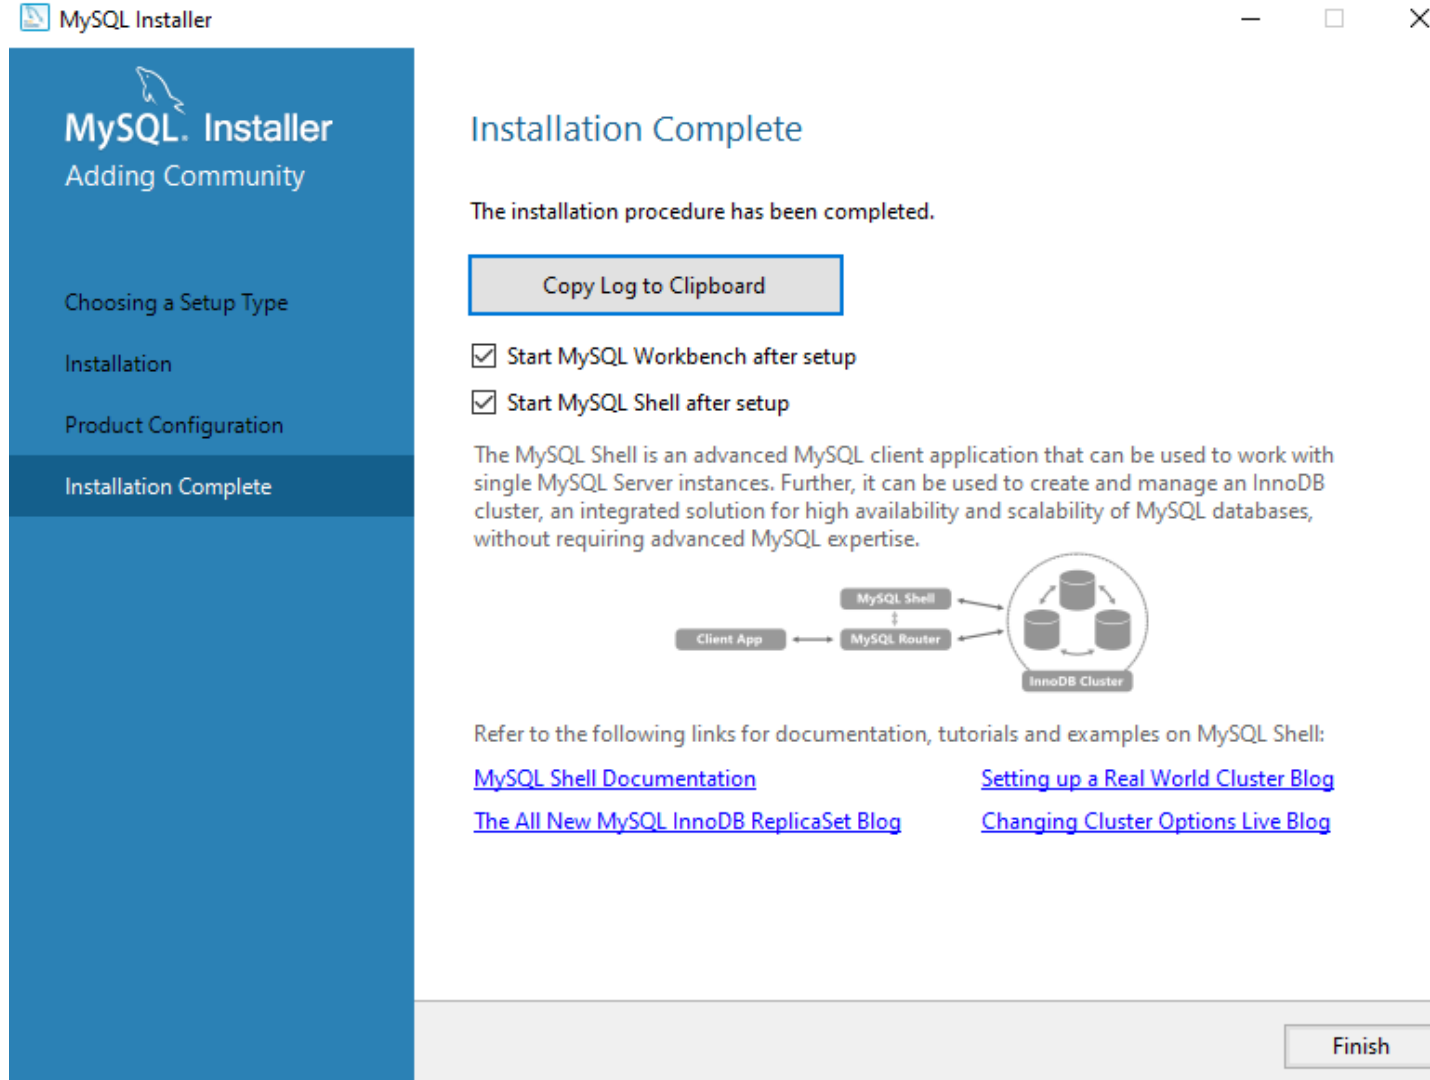 MySQL Installer
MySQL. Installer
Adding Community
Choosing a Setup Type
Installation
Product Configuration
Installation Complete
Installation Complete
The installation procedure has been completed.
Copy Log to Clipboard
Start MySQL Workbench after setup
Start MySQL Shell after setup
The MySQL Shell is an advanced MySQL client application that can be used to work with
single MySQL Server instances. Further, it can be used to create and manage an InnoDB
cluster, an integrated solution for high availability and scalability of MySQL databases,
without requiring advanced MySQL expertise.
MySQL Shell
Client App
MySQL Router
InnoDB Cluster
Refer to the following links for documentation, tutorials and examples on MySQL Shell:
MySQL Shell Documentation
Setting up a Real World Cluster Blog
The All New MySQL InnoDB ReplicaSet Blog
Changing Cluster Options Live Blog
Finish